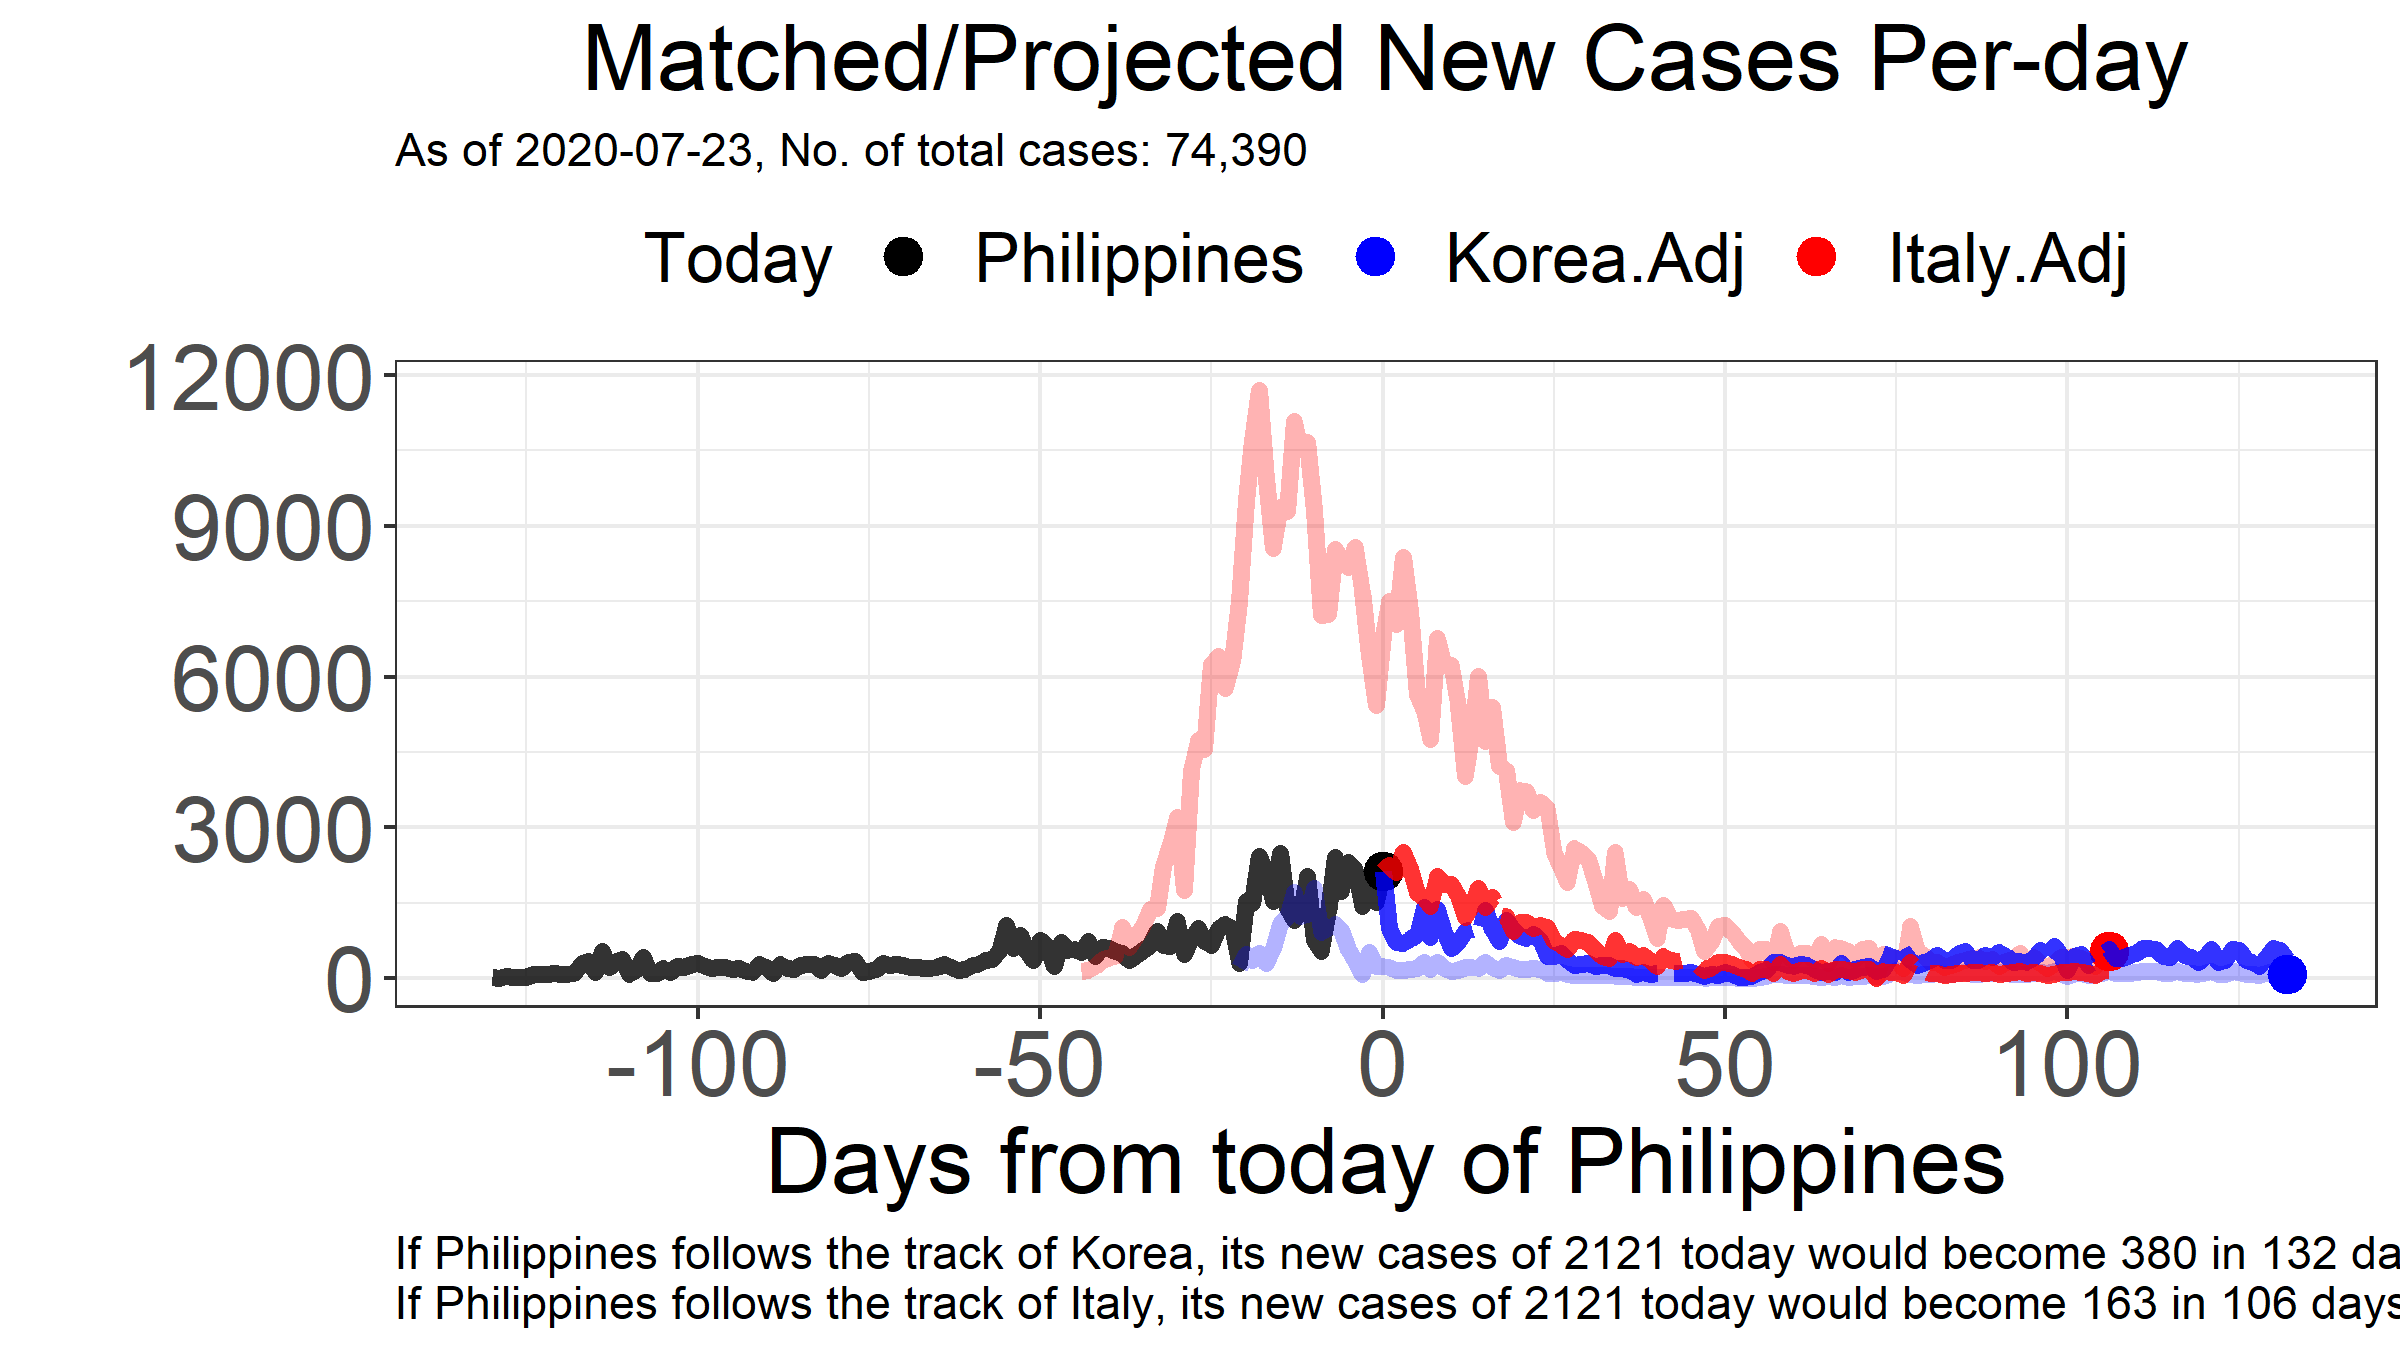 Matched/Projected New Cases Per-day
As of 2020-07-23, No. of total cases: 74,390
Today Philippines Korea.Adj Italy.Adj
12000
9000
6000
3000
0
-100 -50 0 50 100
Days from today of Philippines
If Philippines follows the track of Korea, its new cases of 2121 today would become 380 in 132 da
If Philippines follows the track of Italy, its new cases of 2121 today would become 163 in 106 days